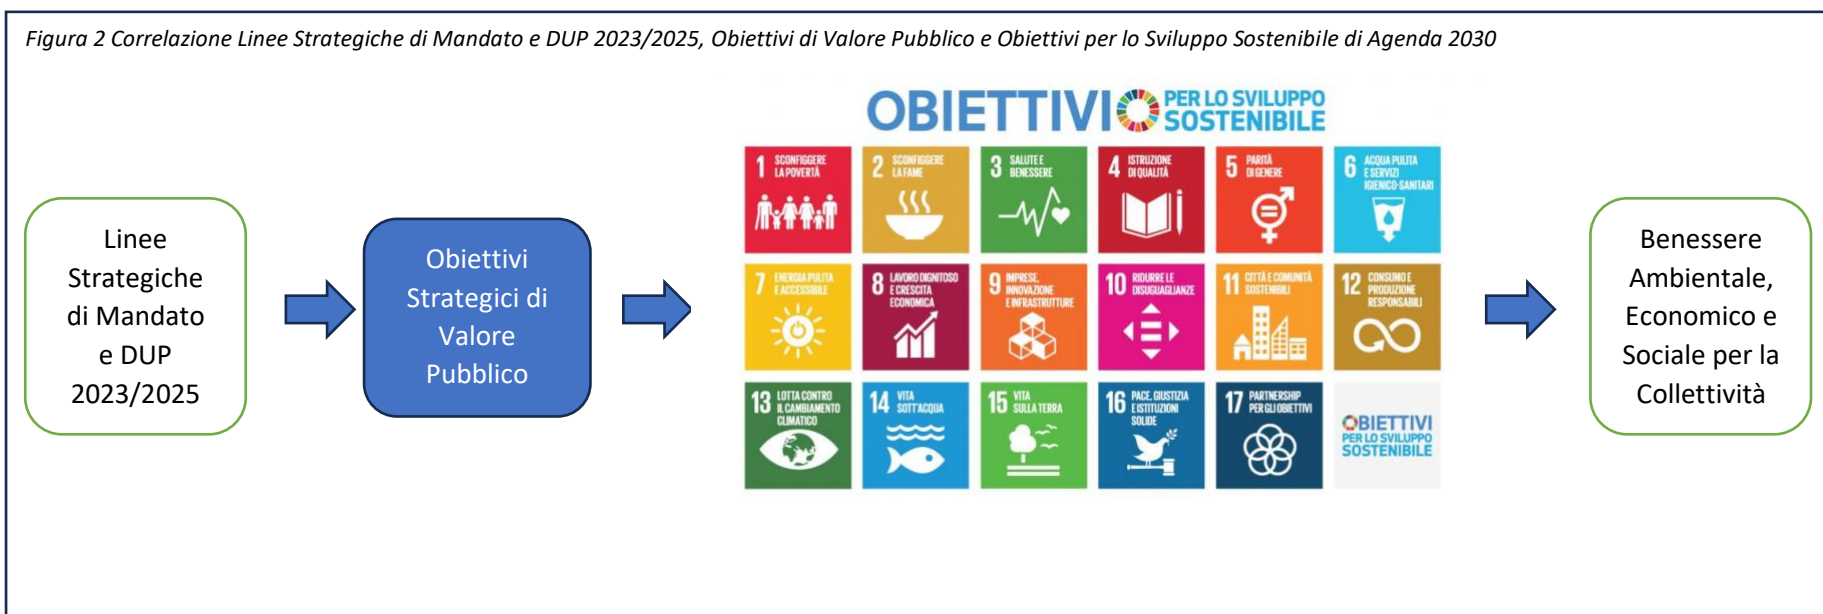 Figura 2 Correlazione Linee Strategiche di Mandato e DUP 2023/2025, Obiettivi di Valore Pubblico e Obiettivi per lo Sviluppo Sostenibile di Agenda 2030
Linee
Strategiche
di Mandato
e DUP
2023/2025
Obiettivi
Strategici di
Valore
Pubblico
OBIETTIVI PER LO SVILUPPO
SOSTENIBILE
1 SCONFIGGERE
LA POVERTÀ
2 SCONFIGGERE
LA FAME
3 SALUTE E
BENESSERE
4 ISTRUZIONE
DI QUALITÀ
5 PARITÀ
DI GENERE
6 ACQUA PULITA
E SERVIZI
IGIENICO-SANITARI
7 ENERGIA PULITA
E ACCESSIBILE
8 LAVORO DIGNITOSO
E CRESCITA
ECONOMICA
9 IMPRESE,
INNOVAZIONE
E INFRASTRUTTURE
10 RIDURRE LE
DISUGUAGLIANZE
11 CITTÀ E COMUNITÀ
SOSTENIBILI
12 CONSUMO E
PRODUZIONE
RESPONSABILI
13 LOTTA CONTRO
IL CAMBIAMENTO
CLIMATICO
14 VITA
SOTT'ACQUA
15 VITA
SULLA TERRA
16 PACE, GIUSTIZIA
E ISTITUZIONI
SOLIDE
17 PARTNERSHIP
PER GLI OBIETTIVI
OBIETTIVI
PER LO SVILUPPO
SOSTENIBILE
Benessere
Ambientale,
Economico e
Sociale per la
Collettività